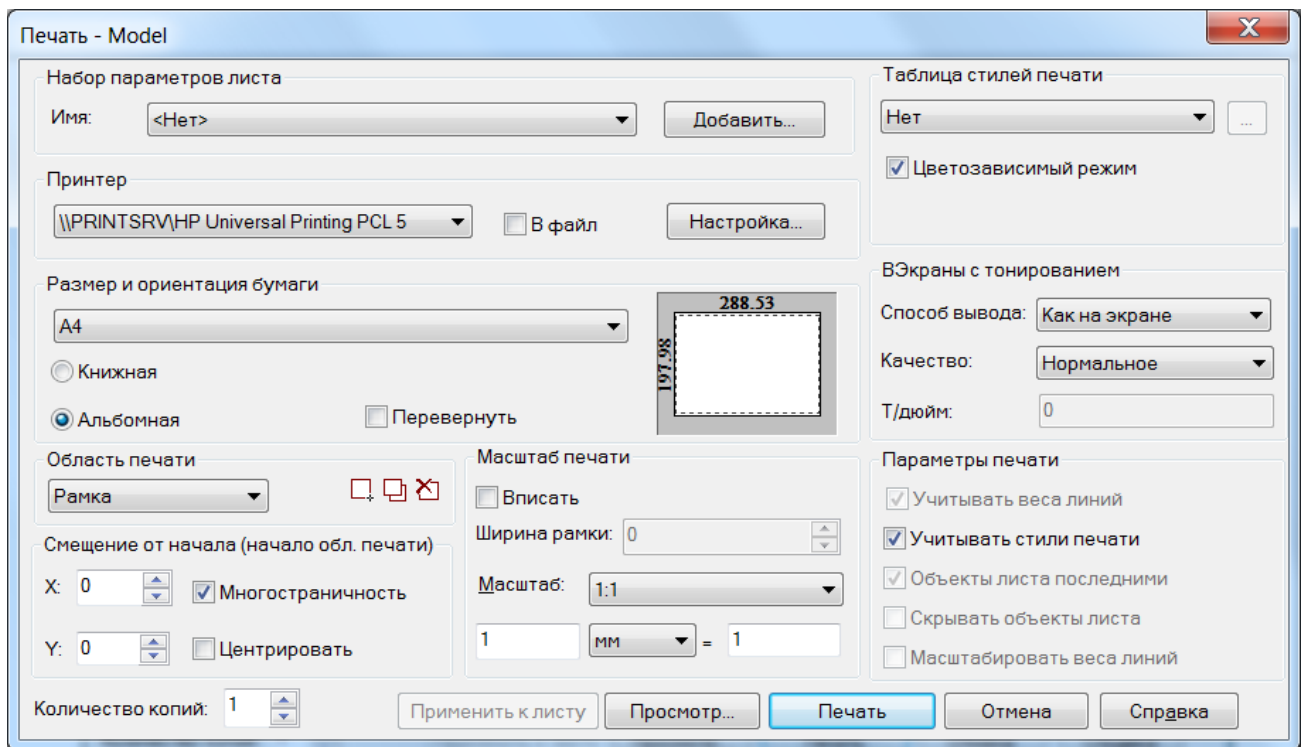 Печать - Model
Набор параметров листа
Имя: <Нет> Добавить...
Принтер
\\PRINTSRV\HP Universal Printing PCL 5 В файл Настройка...
Размер и ориентация бумаги
A4
Книжная
Альбомная Перевернуть
288.53
197.98
Область печати
Рамка
Смещение от начала (начало обл. печати)
X: 0 Многостраничность
Y: 0 Центрировать
Масштаб печати
Вписать
Ширина рамки: 0
Масштаб: 1:1
1 мм = 1
Таблица стилей печати
Нет ...
Цветозависимый режим
ВЭкраны с тонированием
Способ вывода: Как на экране
Качество: Нормальное
Т/дюйм: 0
Параметры печати
Учитывать веса линий
Учитывать стили печати
Объекты листа последними
Скрывать объекты листа
Масштабировать веса линий
Количество копий: 1 Применить к листу Просмотр... Печать Отмена Справка